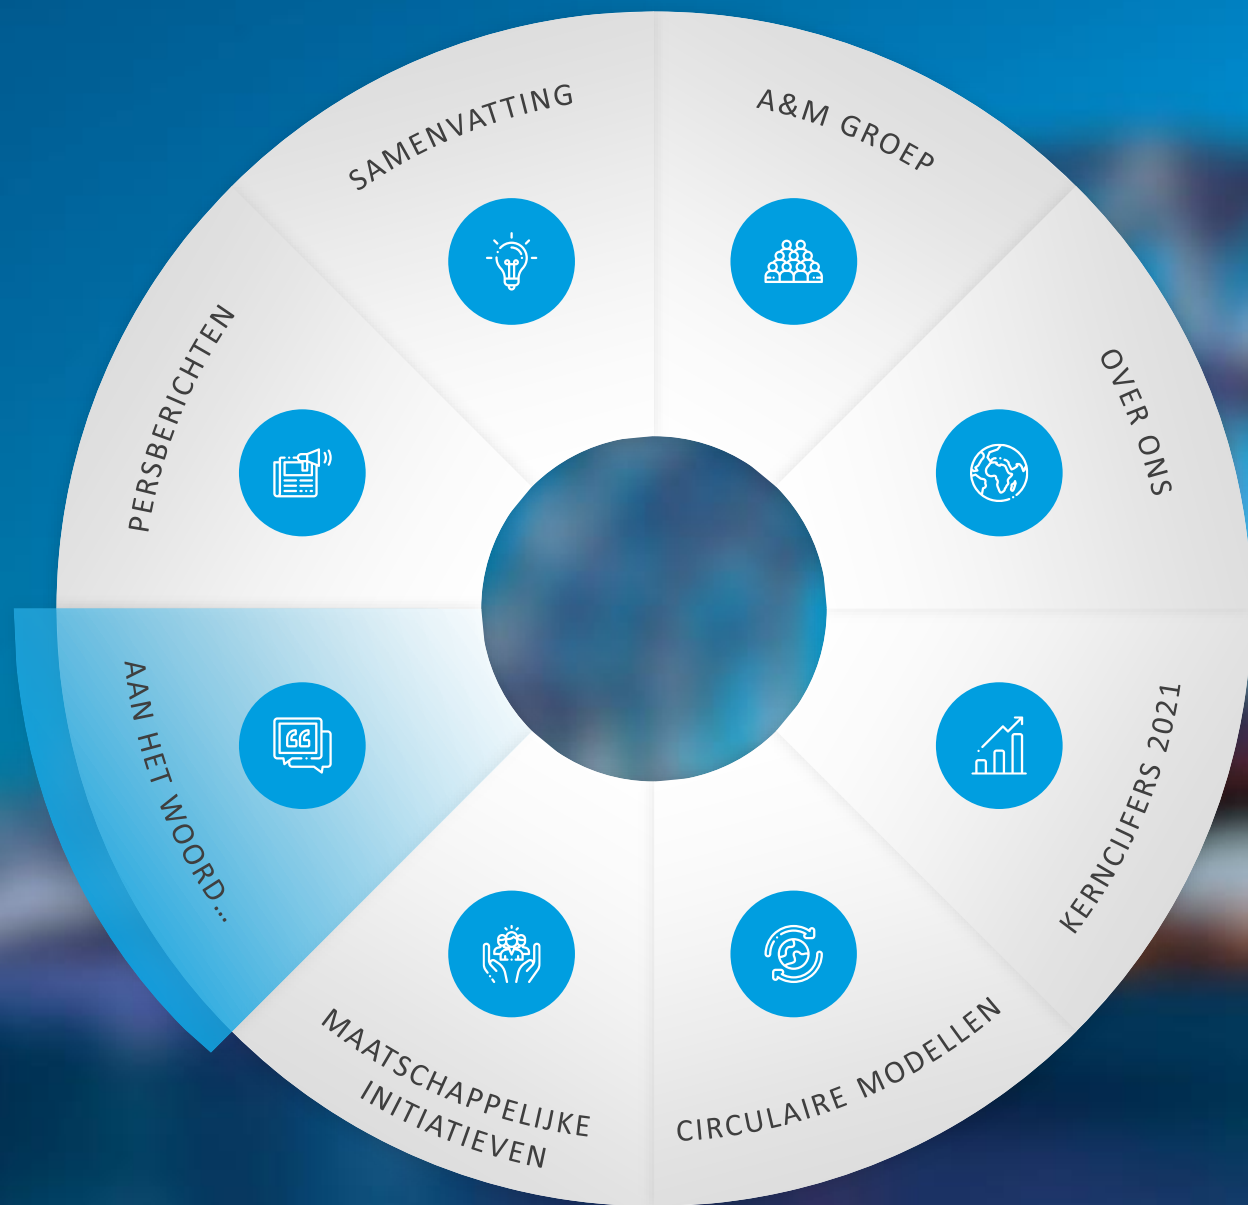 SAMENVATTING
A&M GROEP
OVER ONS
KERNCIJFERS 2021
CIRCULAIRE MODELLEN
MAATSCHAPPELIJKE
INITIATIEVEN
AAN HET WOORD...
PERSBERICHTEN